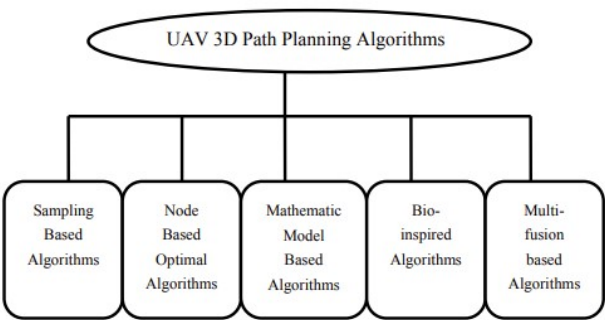 UAV 3D Path Planning Algorithms
Sampling
Based
Algorithms
Node
Based
Optimal
Algorithms
Mathematic
Model
Based
Algorithms
Bio-
inspired
Algorithms
Multi-
fusion
based
Algorithms